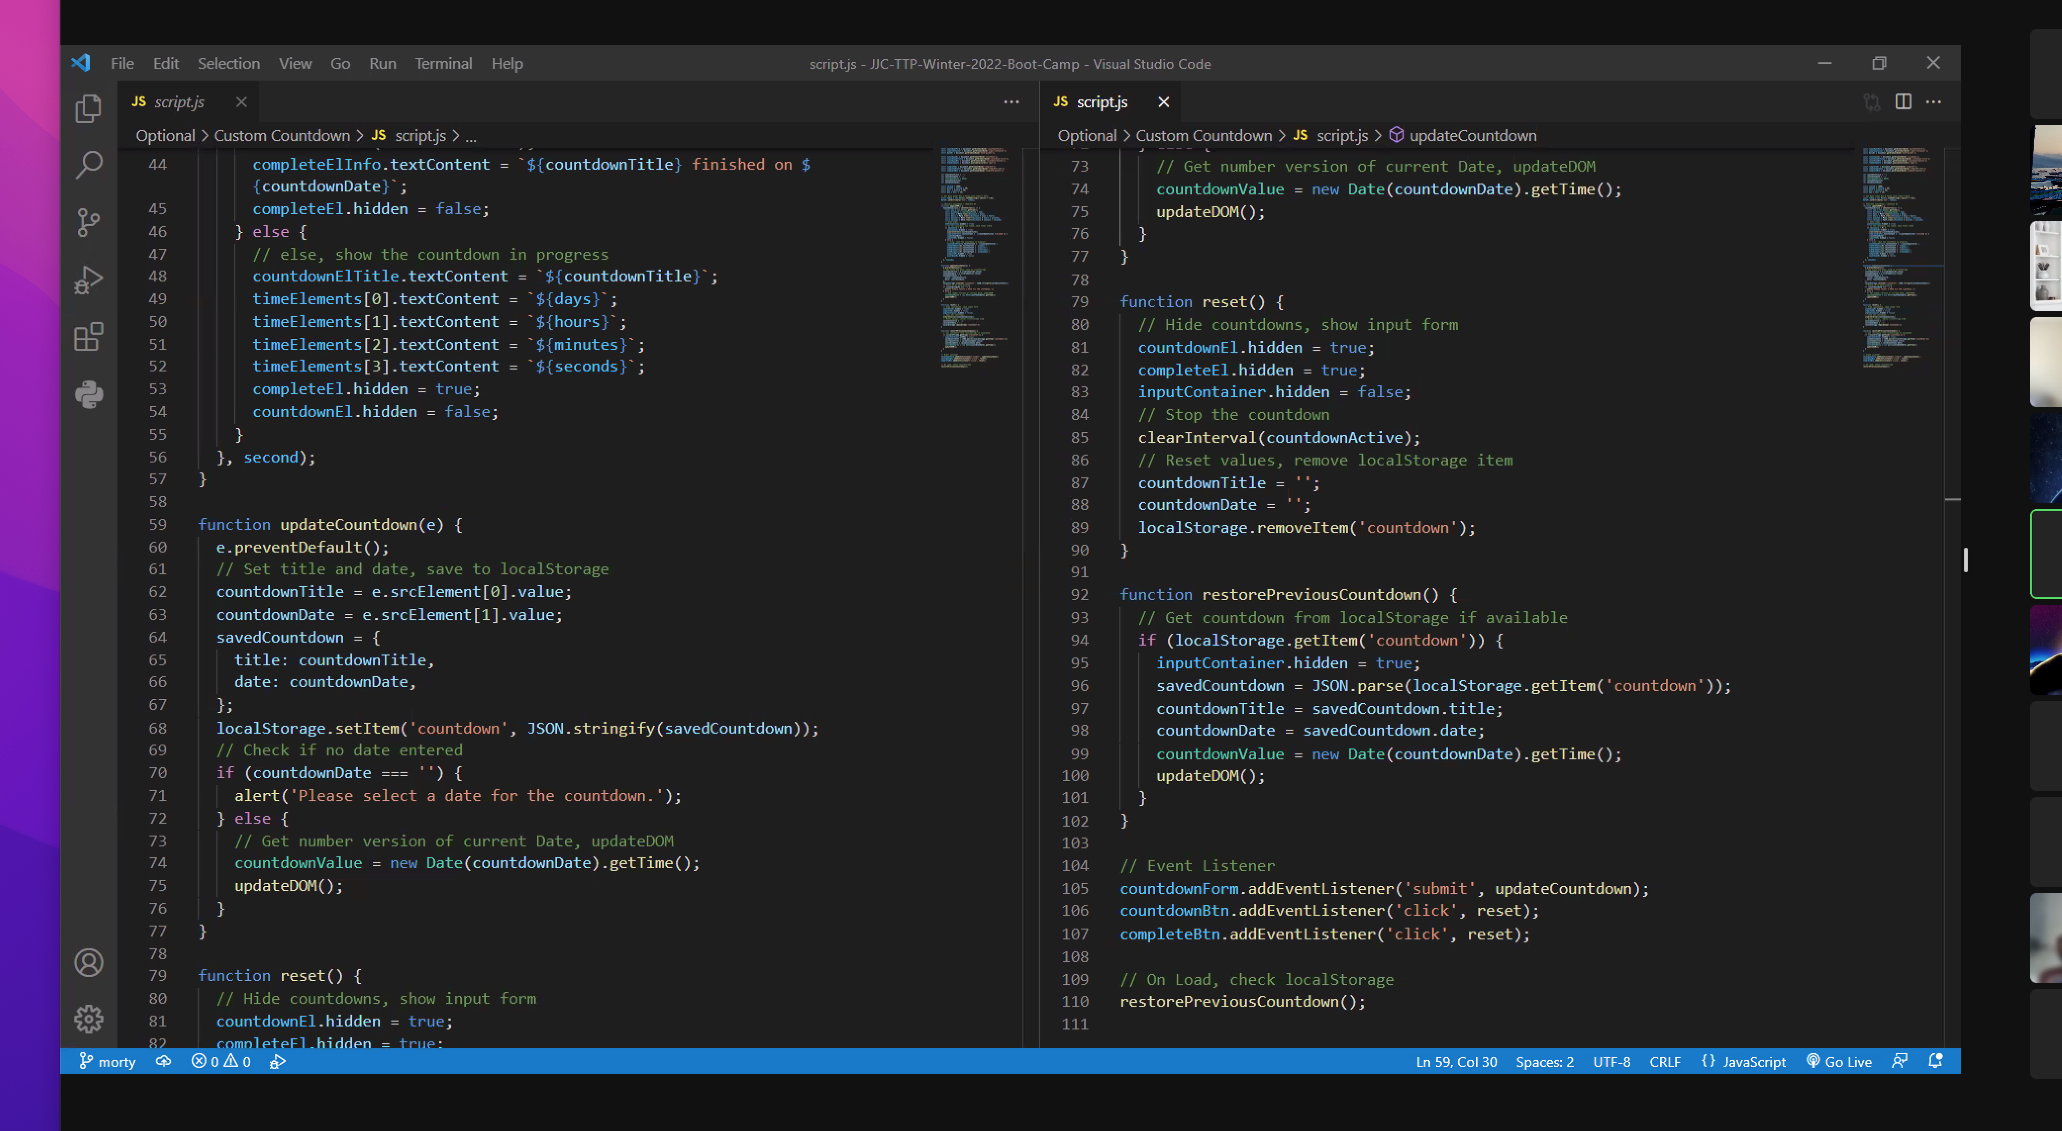 File Edit Selection View Go Run Terminal Help
script.js - JJC-TTP-Winter-2022-Boot-Camp - Visual Studio Code
JS script.js
Optional > Custom Countdown > JS script.js > ...
44 completeElInfo.textContent = `${countdownTitle} finished on $
{countdownDate}`;
45 completeEl.hidden = false;
46 } else {
47 // else, show the countdown in progress
48 countdownElTitle.textContent = `${countdownTitle}`;
49 timeElements[0].textContent = `${days}`;
50 timeElements[1].textContent = `${hours}`;
51 timeElements[2].textContent = `${minutes}`;
52 timeElements[3].textContent = `${seconds}`;
53 completeEl.hidden = true;
54 countdownEl.hidden = false;
55 }
56 }, second);
57 }
58
59 function updateCountdown(e) {
60 e.preventDefault();
61 // Set title and date, save to localStorage
62 countdownTitle = e.srcElement[0].value;
63 countdownDate = e.srcElement[1].value;
64 savedCountdown = {
65 title: countdownTitle,
66 date: countdownDate,
67 };
68 localStorage.setItem('countdown', JSON.stringify(savedCountdown));
69 // Check if no date entered
70 if (countdownDate === '') {
71 alert('Please select a date for the countdown.');
72 } else {
73 // Get number version of current Date, updateDOM
74 countdownValue = new Date(countdownDate).getTime();
75 updateDOM();
76 }
77 }
78
79 function reset() {
80 // Hide countdowns, show input form
81 countdownEl.hidden = true;
82 completeEl.hidden = true;
JS script.js
Optional > Custom Countdown > JS script.js > updateCountdown
73 // Get number version of current Date, updateDOM
74 countdownValue = new Date(countdownDate).getTime();
75 updateDOM();
76 }
77 }
78
79 function reset() {
80 // Hide countdowns, show input form
81 countdownEl.hidden = true;
82 completeEl.hidden = true;
83 inputContainer.hidden = false;
84 // Stop the countdown
85 clearInterval(countdownActive);
86 // Reset values, remove localStorage item
87 countdownTitle = '';
88 countdownDate = '';
89 localStorage.removeItem('countdown');
90 }
91
92 function restorePreviousCountdown() {
93 // Get countdown from localStorage if available
94 if (localStorage.getItem('countdown')) {
95 inputContainer.hidden = true;
96 savedCountdown = JSON.parse(localStorage.getItem('countdown'));
97 countdownTitle = savedCountdown.title;
98 countdownDate = savedCountdown.date;
99 countdownValue = new Date(countdownDate).getTime();
100 updateDOM();
101 }
102 }
103
104 // Event Listener
105 countdownForm.addEventListener('submit', updateCountdown);
106 countdownBtn.addEventListener('click', reset);
107 completeBtn.addEventListener('click', reset);
108
109 // On Load, check localStorage
110 restorePreviousCountdown();
111
morty 0 0
Ln 59, Col 30 Spaces: 2 UTF-8 CRLF {} JavaScript Go Live